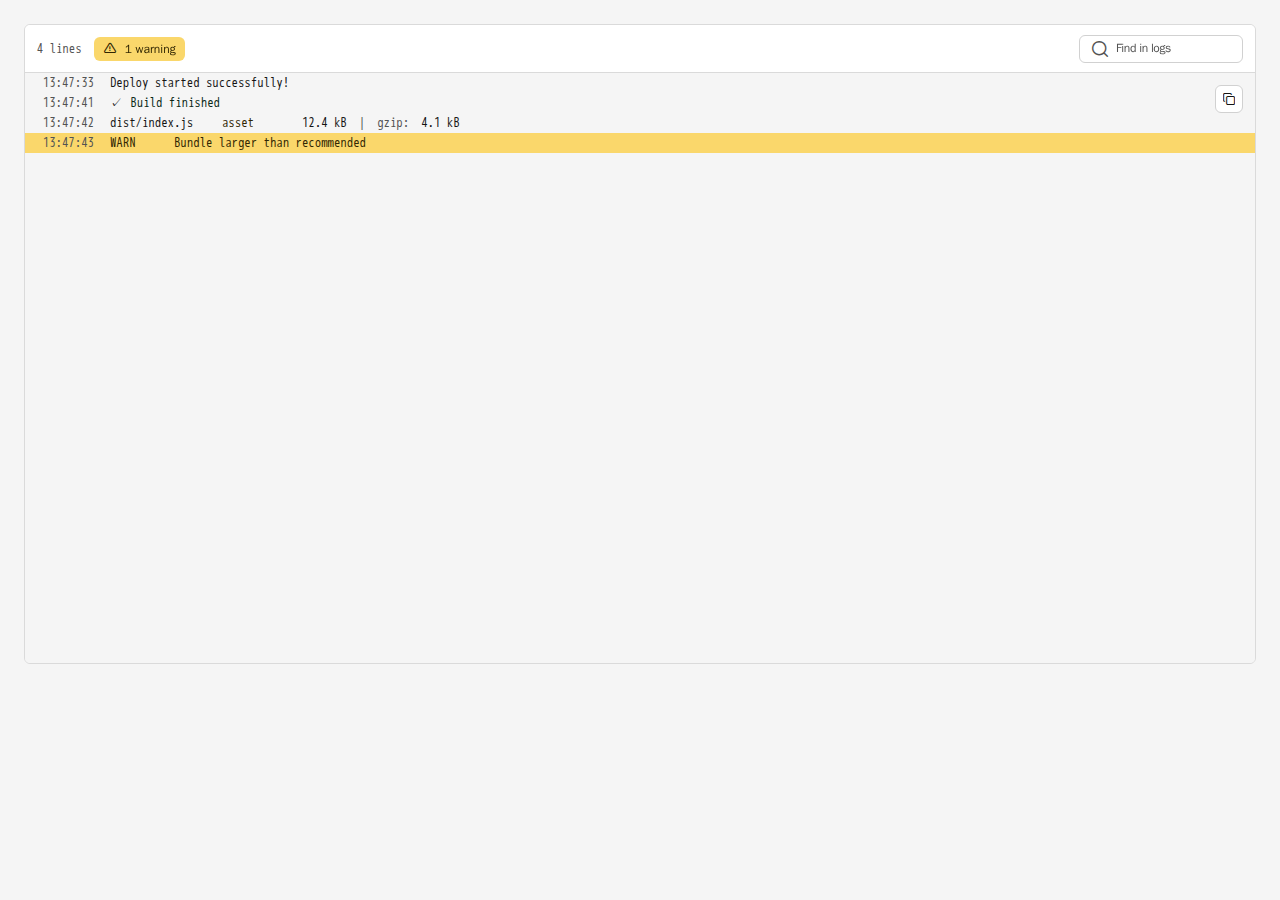 4 lines
1 warning
Find in logs
13:47:33 Deploy started successfully!
13:47:41 ✓ Build finished
13:47:42 dist/index.js asset 12.4 kB | gzip: 4.1 kB
13:47:43 WARN Bundle larger than recommended